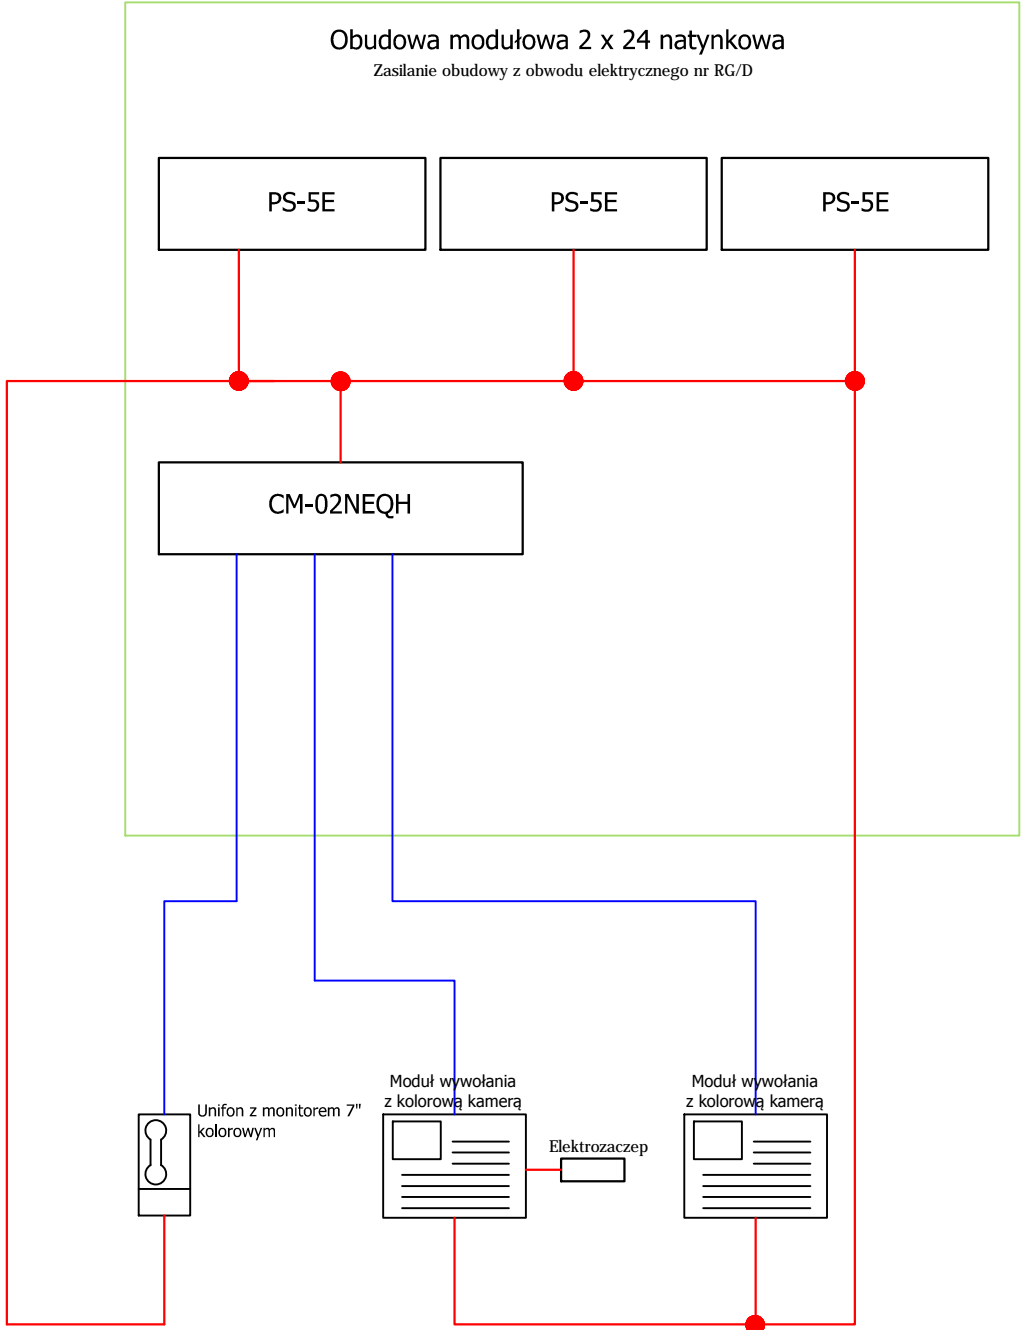 Obudowa modułowa 2 x 24 natynkowa
Zasilanie obudowy z obwodu elektrycznego nr RG/D
PS-5E
PS-5E
PS-5E
CM-02NEQH
Unifon z monitorem 7"
kolorowym
Moduł wywołania
z kolorową kamerą
Elektrozaczep
Moduł wywołania
z kolorową kamerą